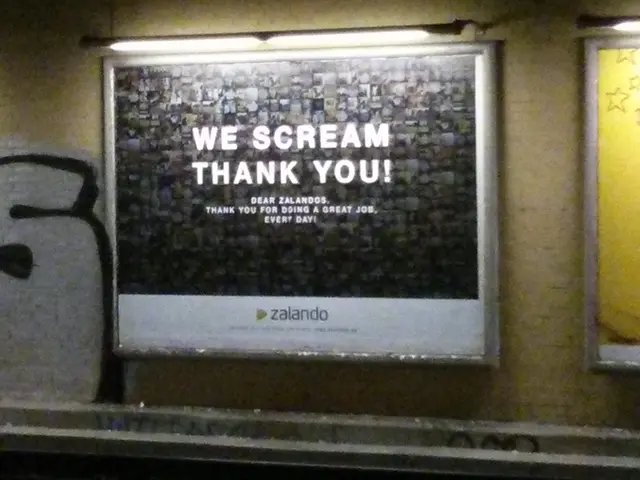 WE SCREAM
THANK YOU!
DEAR ZALANDOS.
THANK YOU FOR DOING A GREAT JOB,
EVERY DAY!
zalando